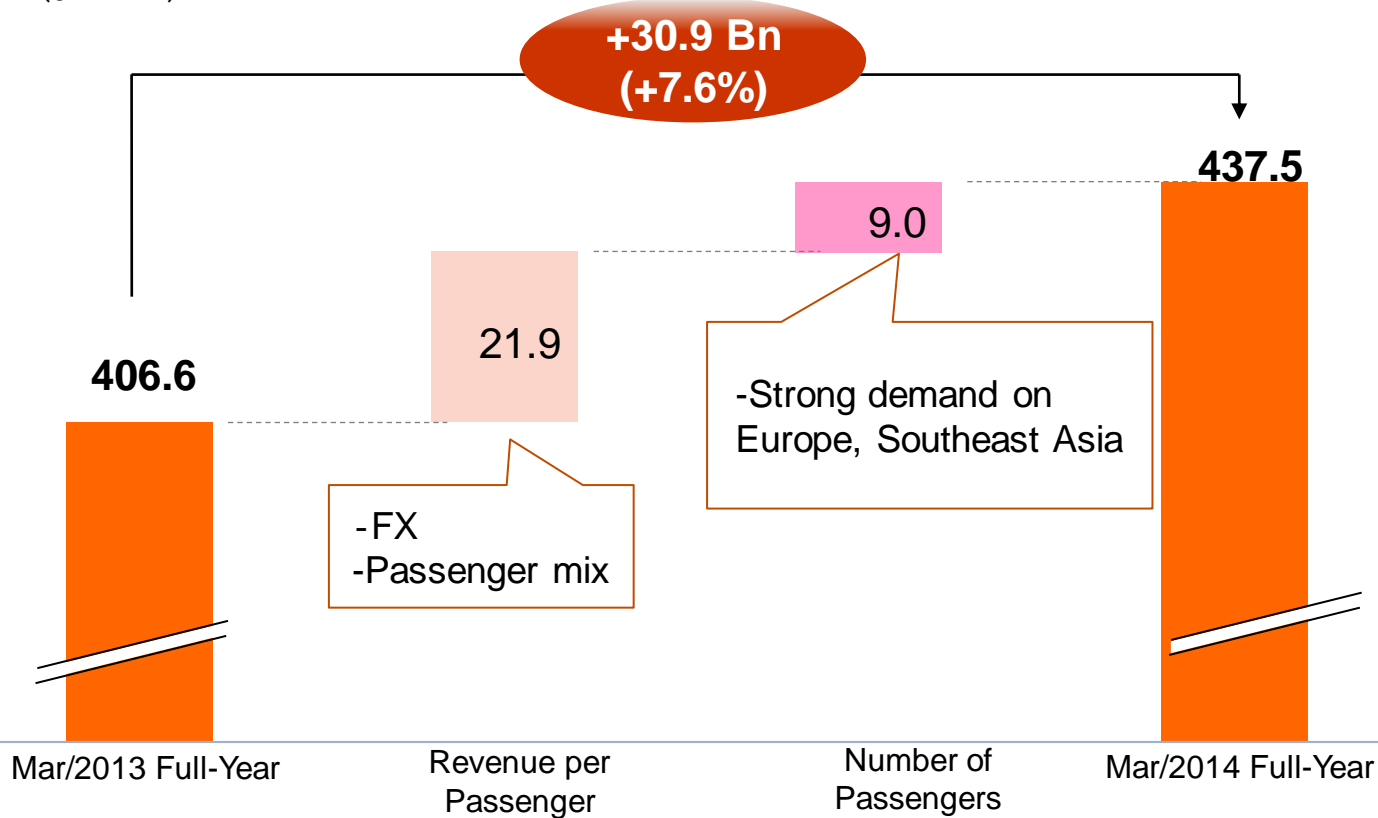 +30.9 Bn
(+7.6%)
437.5
9.0
21.9
406.6
-Strong demand on
Europe, Southeast Asia
-FX
-Passenger mix
Mar/2013 Full-Year
Revenue per
Passenger
Number of
Passengers
Mar/2014 Full-Year